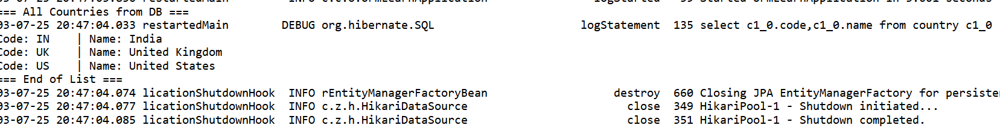 === All Countries from DB ===
03-07-25 20:47:04.033 restartedMain DEBUG org.hibernate.SQL logStatement 135 select c1_0.code,c1_0.name from country c1_0
Code: IN | Name: India
Code: UK | Name: United Kingdom
Code: US | Name: United States
=== End of List ===
03-07-25 20:47:04.074 licationShutdownHook INFO rEntityManagerFactoryBean destroy 660 Closing JPA EntityManagerFactory for persiste
03-07-25 20:47:04.077 licationShutdownHook INFO c.z.h.HikariDataSource close 349 HikariPool-1 - Shutdown initiated...
03-07-25 20:47:04.085 licationShutdownHook INFO c.z.h.HikariDataSource close 351 HikariPool-1 - Shutdown completed.